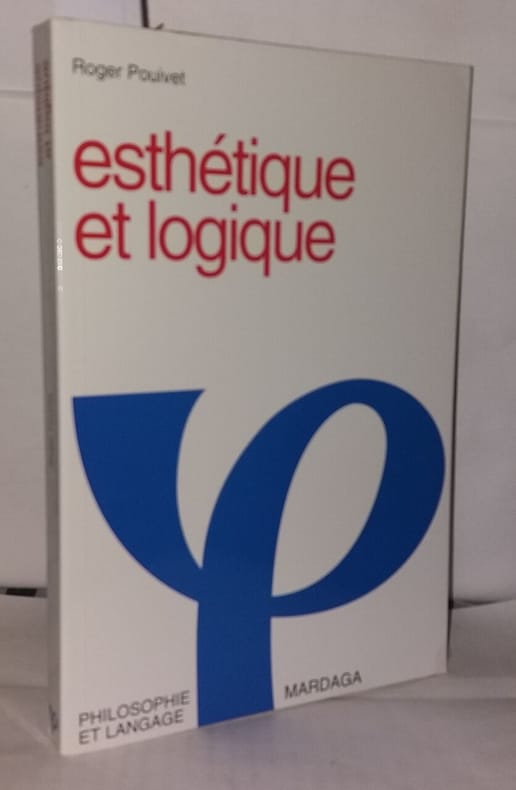 Roger Pouivet
esthétique
et logique
PHILOSOPHIE
ET LANGAGE
MARDAGA